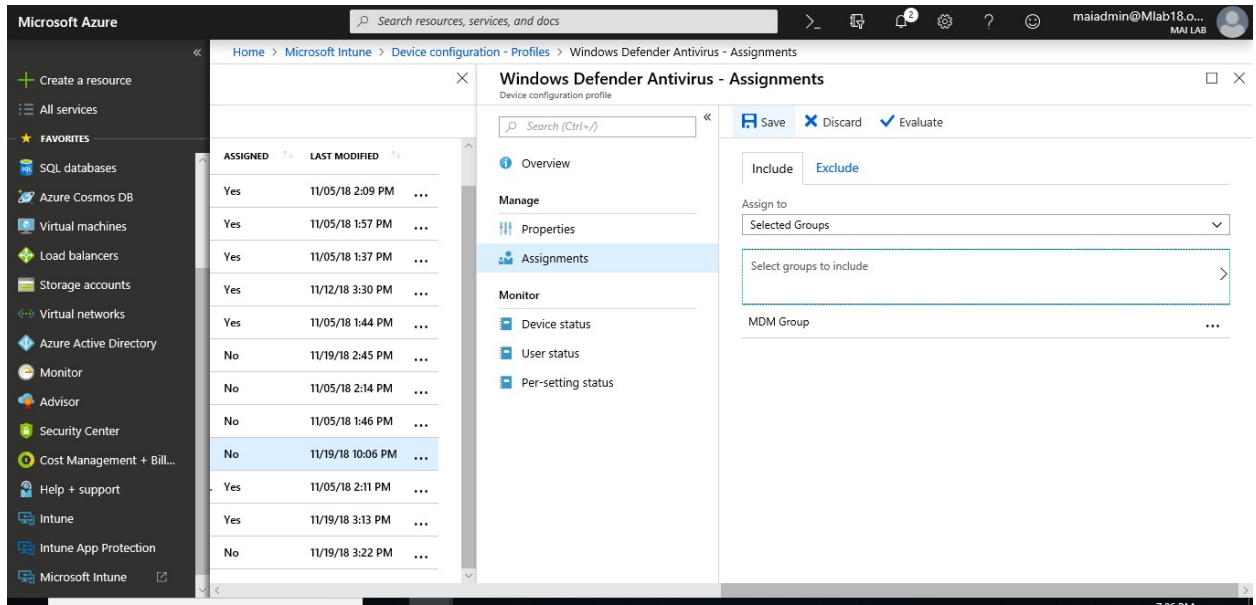 Microsoft Azure
Search resources, services, and docs
2
maiadmin@Mlab18.o...
MAI LAB
Home > Microsoft Intune > Device configuration - Profiles > Windows Defender Antivirus - Assignments
Create a resource
All services
FAVORITES
SQL databases
Azure Cosmos DB
Virtual machines
Load balancers
Storage accounts
Virtual networks
Azure Active Directory
Monitor
Advisor
Security Center
Cost Management + Bill...
Help + support
Intune
Intune App Protection
Microsoft Intune
ASSIGNED LAST MODIFIED
Yes 11/05/18 2:09 PM ...
Yes 11/05/18 1:57 PM ...
Yes 11/05/18 1:37 PM ...
Yes 11/12/18 3:30 PM ...
Yes 11/05/18 1:44 PM ...
No 11/19/18 2:45 PM ...
No 11/05/18 2:14 PM ...
No 11/05/18 1:46 PM ...
No 11/19/18 10:06 PM ...
Yes 11/05/18 2:11 PM ...
Yes 11/19/18 3:13 PM ...
No 11/19/18 3:22 PM ...
Windows Defender Antivirus - Assignments
Device configuration profile
Search (Ctrl+/)
Overview
Manage
Properties
Assignments
Monitor
Device status
User status
Per-setting status
Save Discard Evaluate
Include Exclude
Assign to
Selected Groups
Select groups to include
MDM Group ...